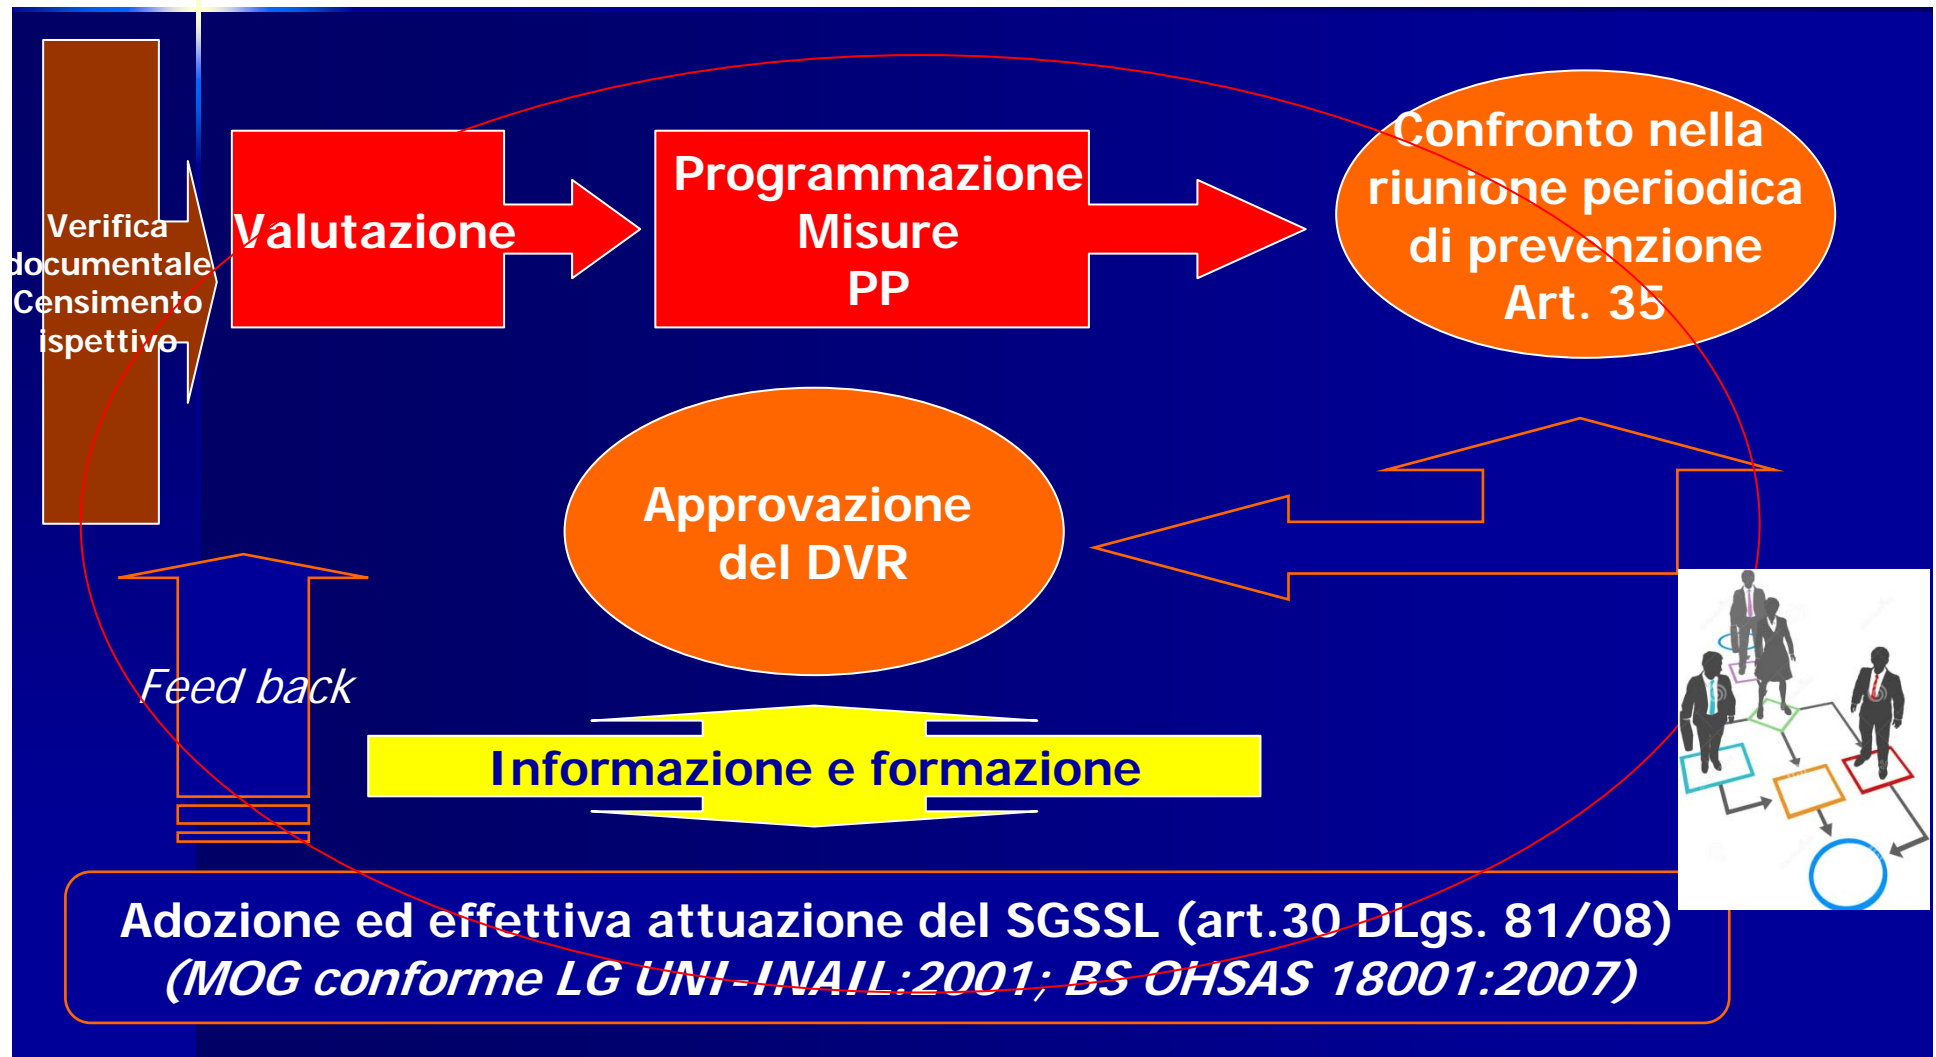 Verifica
documentale
Censimento
ispettivo
Valutazione
Programmazione
Misure
PP
Confronto nella
riunione periodica
di prevenzione
Art. 35
Approvazione
del DVR
Feed back
Informazione e formazione
Adozione ed effettiva attuazione del SGSSL (art.30 DLgs. 81/08)
(MOG conforme LG UNI-INAIL:2001; BS OHSAS 18001:2007)